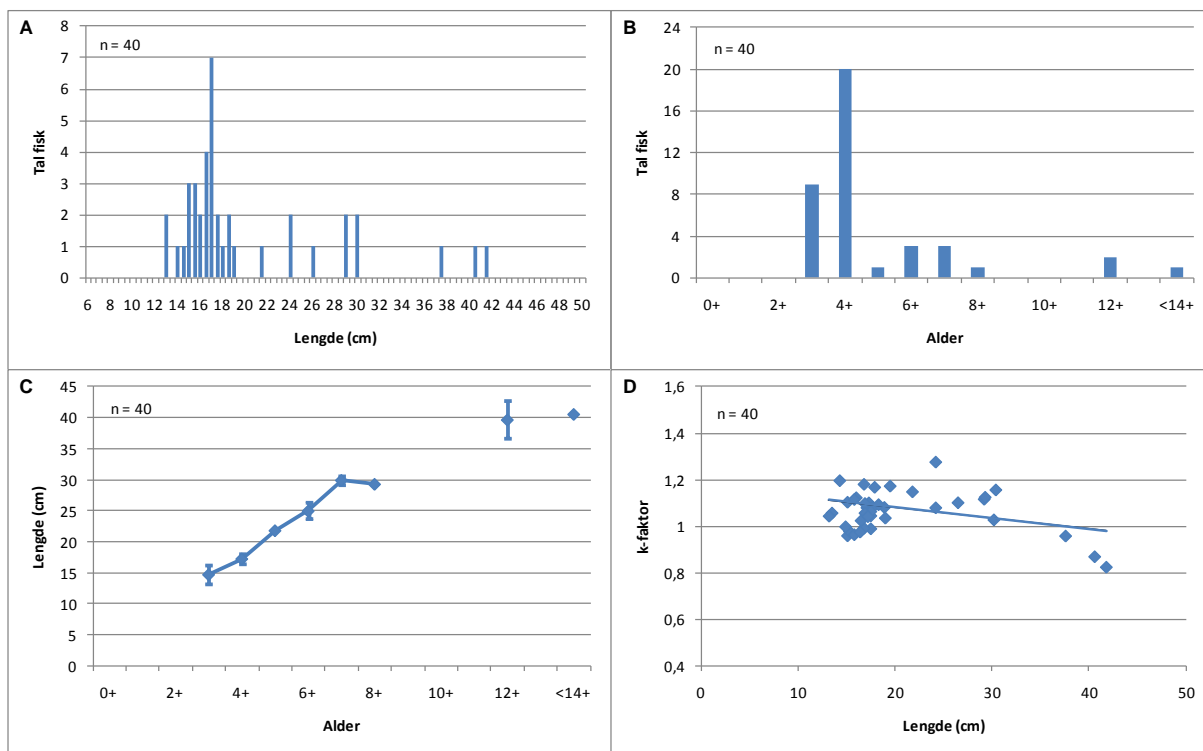 A
n = 40
8
7
6
5
4
3
2
1
0
Tal fisk
6 8 10 12 14 16 18 20 22 24 26 28 30 32 34 36 38 40 42 44 46 48 50
Lengde (cm)
B
n = 40
24
20
16
12
8
4
0
Tal fisk
0+ 2+ 4+ 6+ 8+ 10+ 12+ <14+
Alder
C
n = 40
45
40
35
30
25
20
15
10
5
0
Lengde (cm)
0+ 2+ 4+ 6+ 8+ 10+ 12+ <14+
Alder
D
n = 40
1,6
1,4
1,2
1
0,8
0,6
0,4
k-faktor
0 10 20 30 40 50
Lengde (cm)